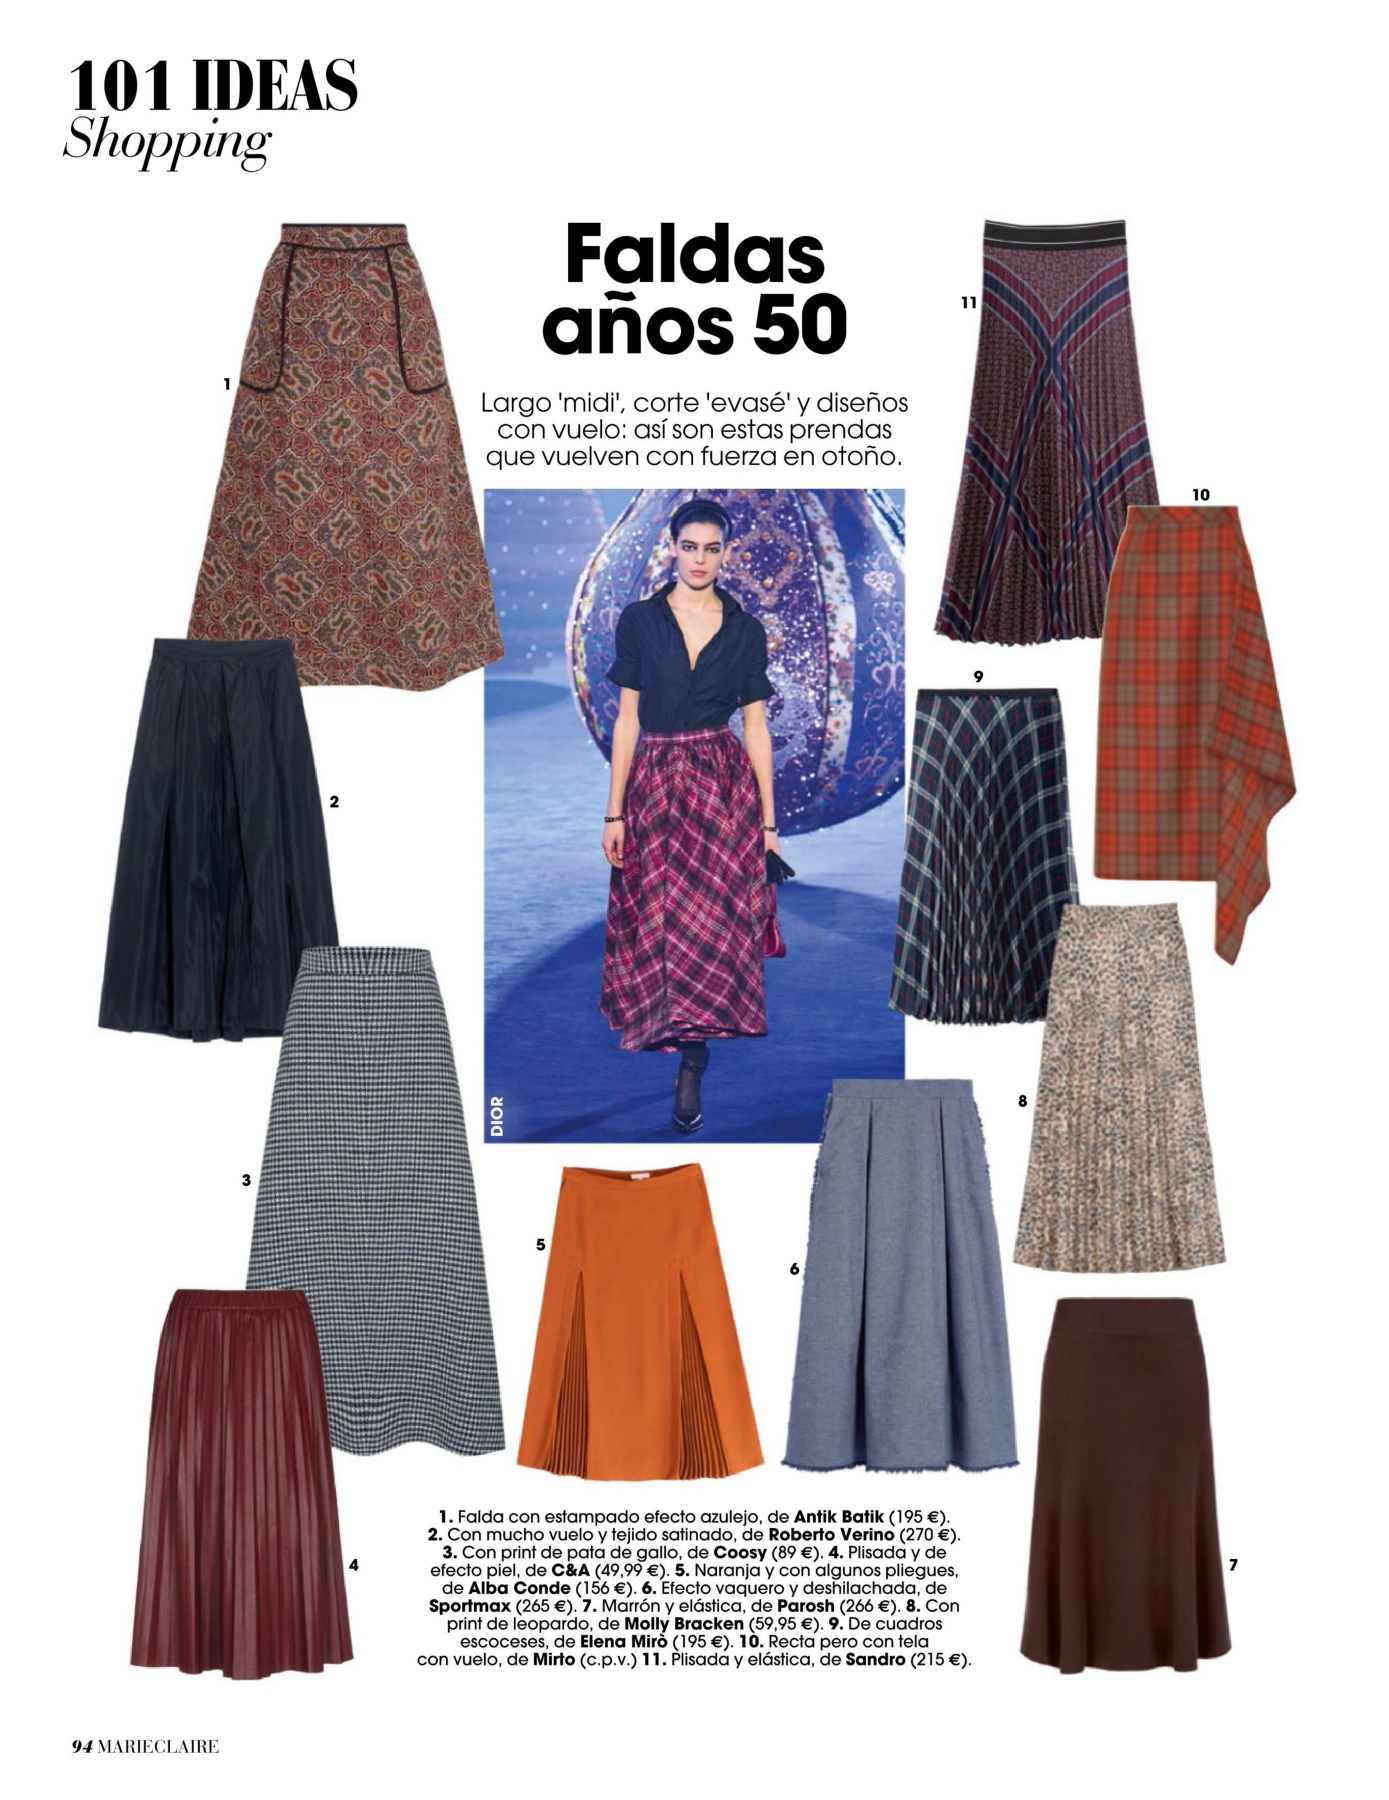 101 IDEAS
Shopping
Faldas
años 50
Largo 'midi', corte 'evasé' y diseños
con vuelo: así son estas prendas
que vuelven con fuerza en otoño.
1
11
10
9
2
8
3
5
6
4
7
DIOR
1. Falda con estampado efecto azulejo, de Antik Batik (195 €).
2. Con mucho vuelo y tejido satinado, de Roberto Verino (270 €).
3. Con print de pata de gallo, de Coosy (89 €). 4. Plisada y de
efecto piel, de C&A (49,99 €). 5. Naranja y con algunos pliegues,
de Alba Conde (156 €). 6. Efecto vaquero y deshilachada, de
Sportmax (265 €). 7. Marrón y elástica, de Parosh (266 €). 8. Con
print de leopardo, de Molly Bracken (59,95 €). 9. De cuadros
escoceses, de Elena Mirò (195 €). 10. Recta pero con tela
con vuelo, de Mirto (c.p.v.) 11. Plisada y elástica, de Sandro (215 €).
94 MARIECLAIRE